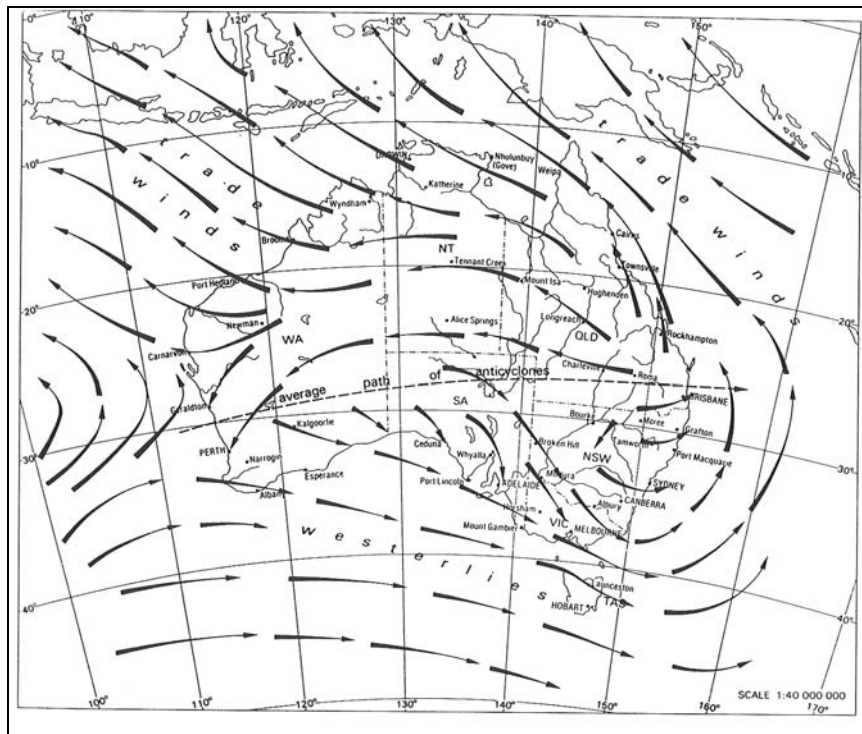 0°
110°
120°
130°
140°
150°
10°
10°
trade winds
trade winds
DARWIN
Nhulunbuy
(Gove)
Weipa
Katherine
Wyndham
Broome
Cairns
NT
Tennant Creek
Townsville
Port Hedland
Mount Isa
Hughenden
20°
20°
Newman
Alice Springs
Longreach
QLD
Rockhampton
WA
Carnarvon
Charleville
Roma
average path of anticyclones
BRISBANE
Geraldton
SA
Kalgoorlie
Bourke
Moree
Grafton
Ceduna
Broken Hill
Tamworth
PERTH
Whyalla
NSW
Port Macquarie
Narrogin
Esperance
30°
30°
Port Lincoln
ADELAIDE
Mildura
SYDNEY
Albany
Horsham
Albury
CANBERRA
Mount Gambier
VIC
MELBOURNE
westerlies
Launceston
HOBART
TAS
40°
40°
SCALE 1:40 000 000
100°
110°
120°
130°
140°
150°
160°
170°